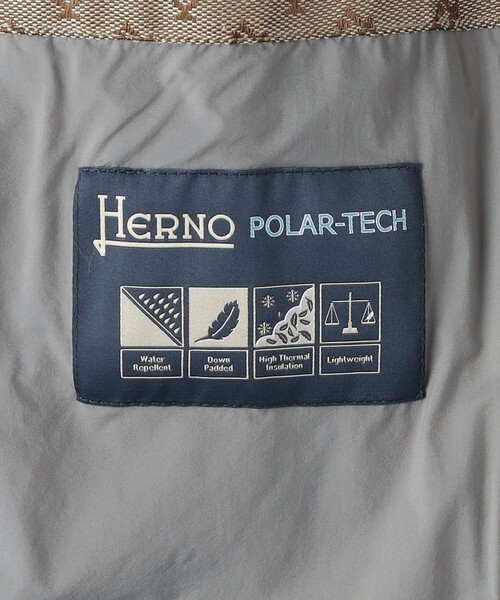 HERNO POLAR-TECH
Water
Repellent
Down
Padded
High Thermal
Insulation
Lightweight